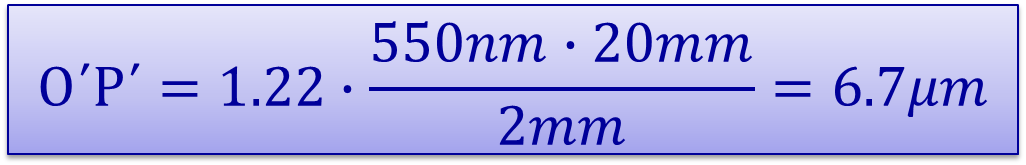 O′P′ = 1.22 · 550nm · 20mm / 2mm = 6.7μm